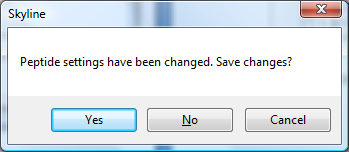 Skyline
Peptide settings have been changed. Save changes?
Yes No Cancel